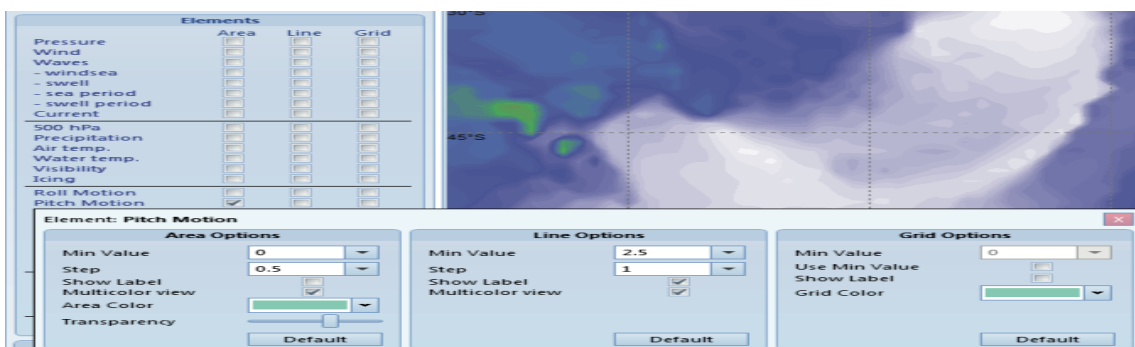 Elements
Area Line Grid
Pressure
Wind
Waves
- windsea
- swell
- sea period
- swell period
Current
500 hPa
Precipitation
Air temp.
Water temp.
Visibility
Icing
Roll Motion
Pitch Motion
50°S
45°S
Element: Pitch Motion
Area Options
Min Value 0
Step 0.5
Show Label
Multicolor view
Area Color
Transparency
Default
Line Options
Min Value 2.5
Step 1
Show Label
Multicolor view
Default
Grid Options
Min Value 0
Use Min Value
Show Label
Grid Color
Default